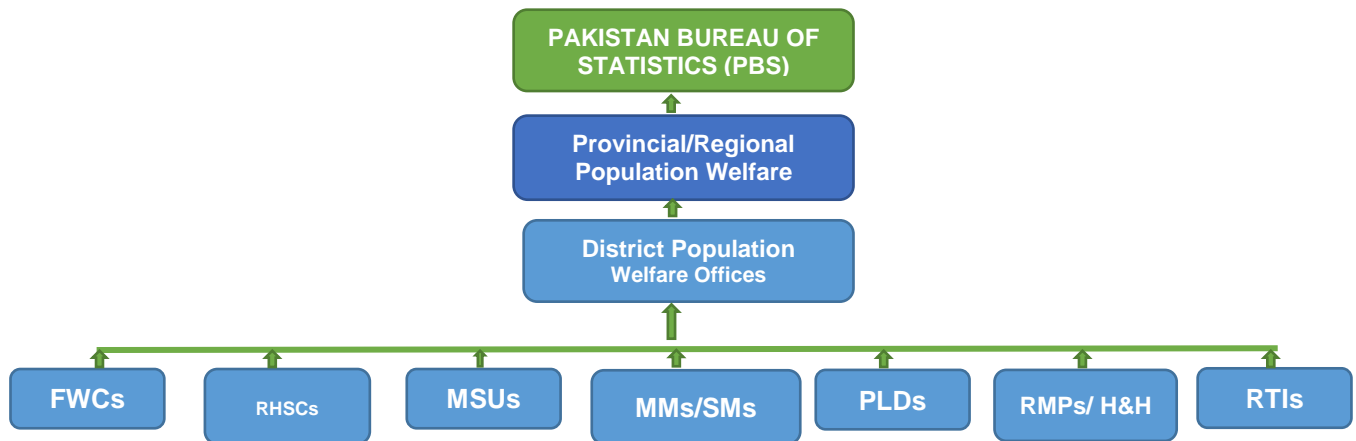 PAKISTAN BUREAU OF
STATISTICS (PBS)
Provincial/Regional
Population Welfare
District Population
Welfare Offices
FWCs
RHSCs
MSUs
MMs/SMs
PLDs
RMPs/ H&H
RTIs